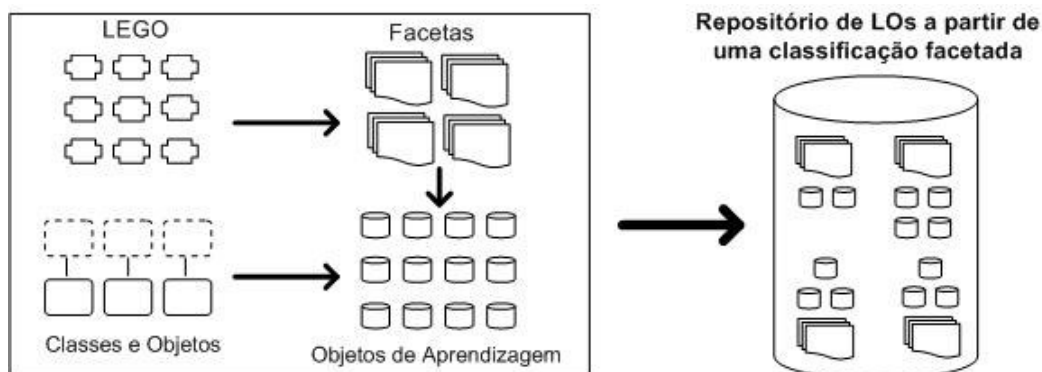 LEGO
Facetas
Classes e Objetos
Objetos de Aprendizagem
Repositório de LOs a partir de
uma classificação facetada